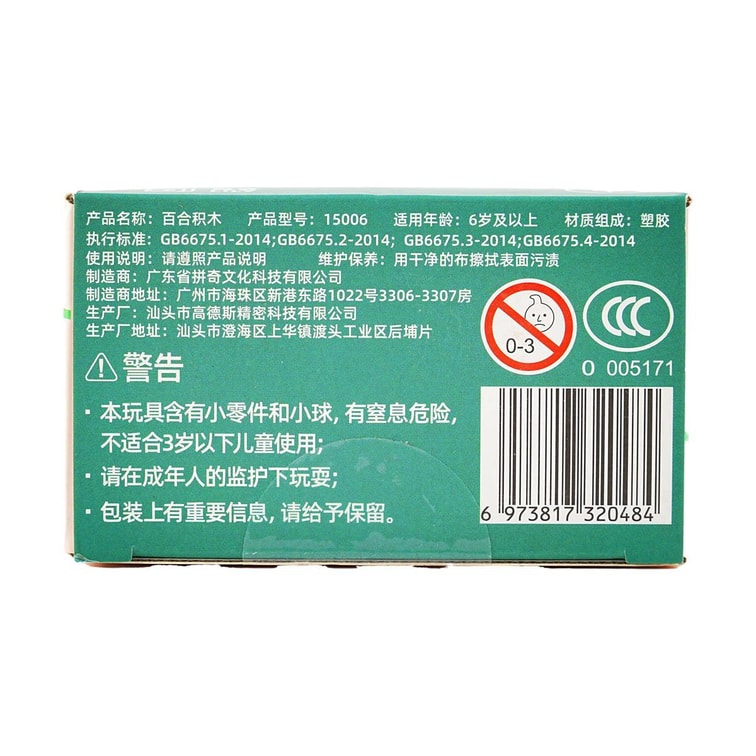 产品名称：百合积木 产品型号：15006 适用年龄：6岁及以上 材质组成：塑胶
执行标准：GB6675.1-2014;GB6675.2-2014; GB6675.3-2014;GB6675.4-2014
使用说明：请遵照产品说明 维护保养：用干净的布擦拭表面污渍
制造商：广东省拼奇文化科技有限公司
制造商地址：广州市海珠区新港东路1022号3306-3307房
生产厂：汕头市高德斯精密科技有限公司
生产厂地址：汕头市澄海区上华镇渡头工业区后埔片
0-3
CCC
0 005171
警告
· 本玩具含有小零件和小球，有窒息危险，
不适合3岁以下儿童使用；
· 请在成年人的监护下玩耍；
· 包装上有重要信息，请给予保留。
6 973817 320484